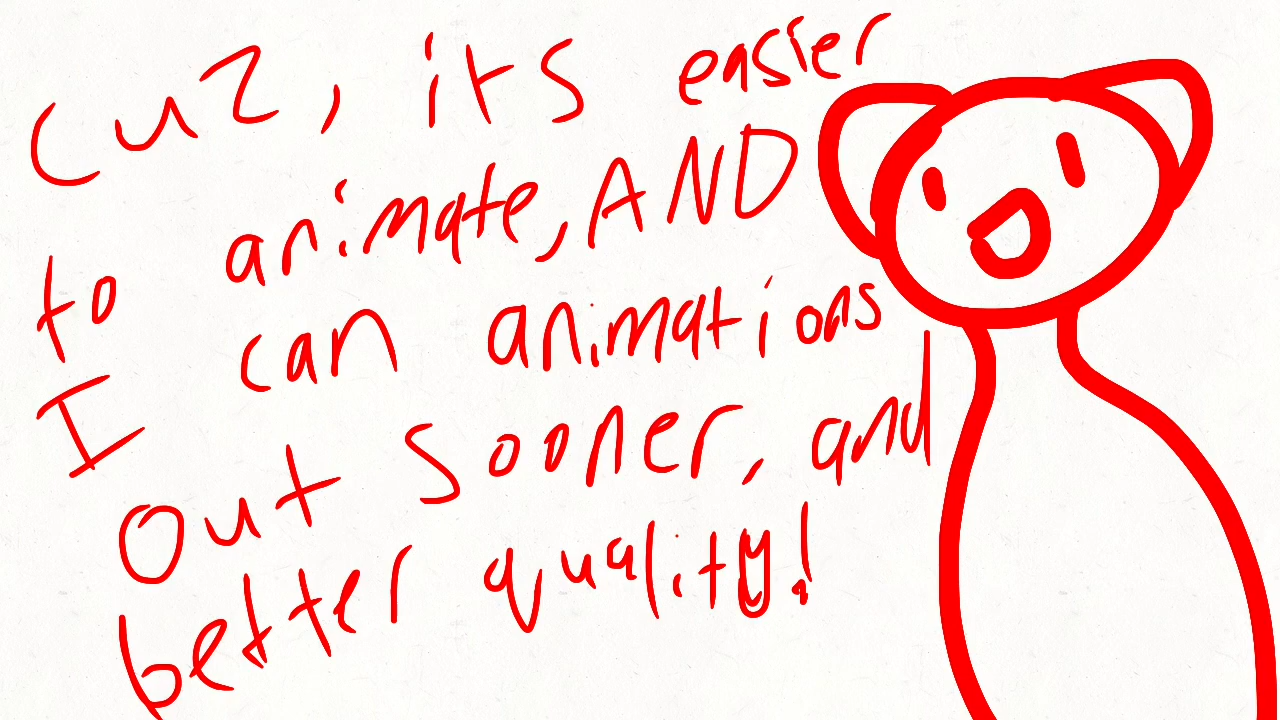 cuz, its easier
to animate, AND
I can animations
out sooner, and
better quality!